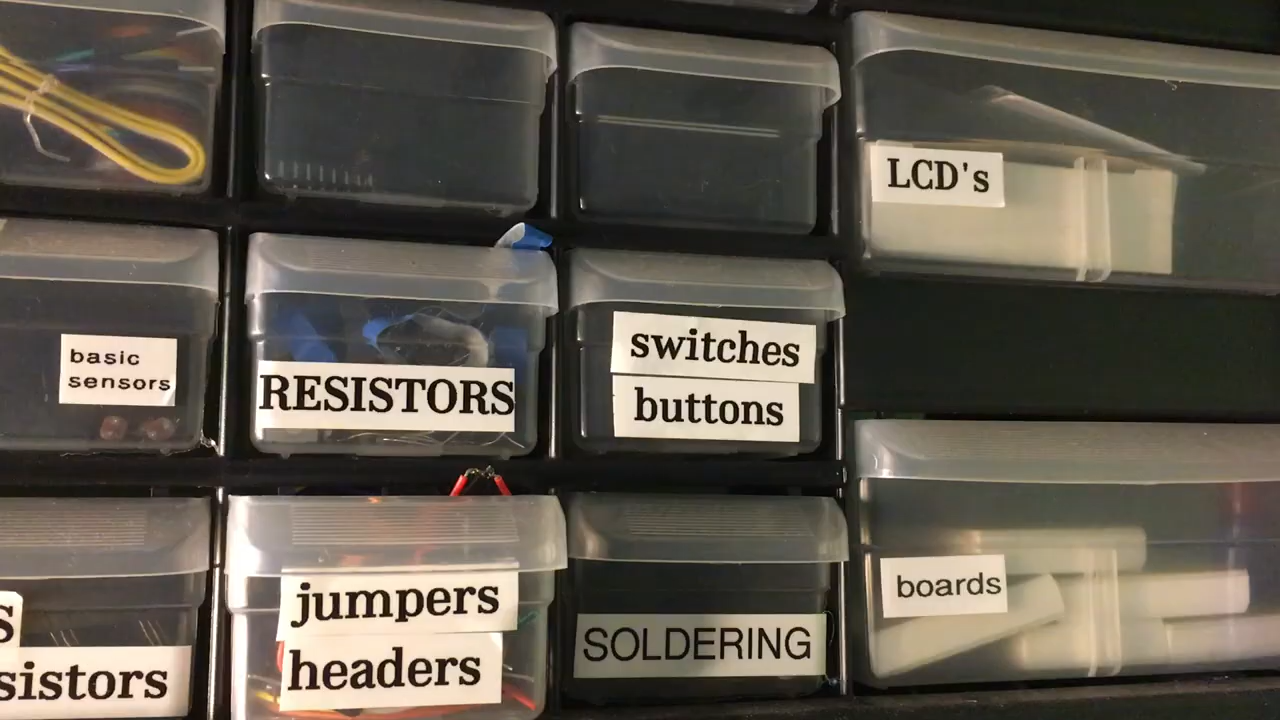 LCD's
basic
sensors
RESISTORS
switches
buttons
jumpers
headers
SOLDERING
boards
s
sistors